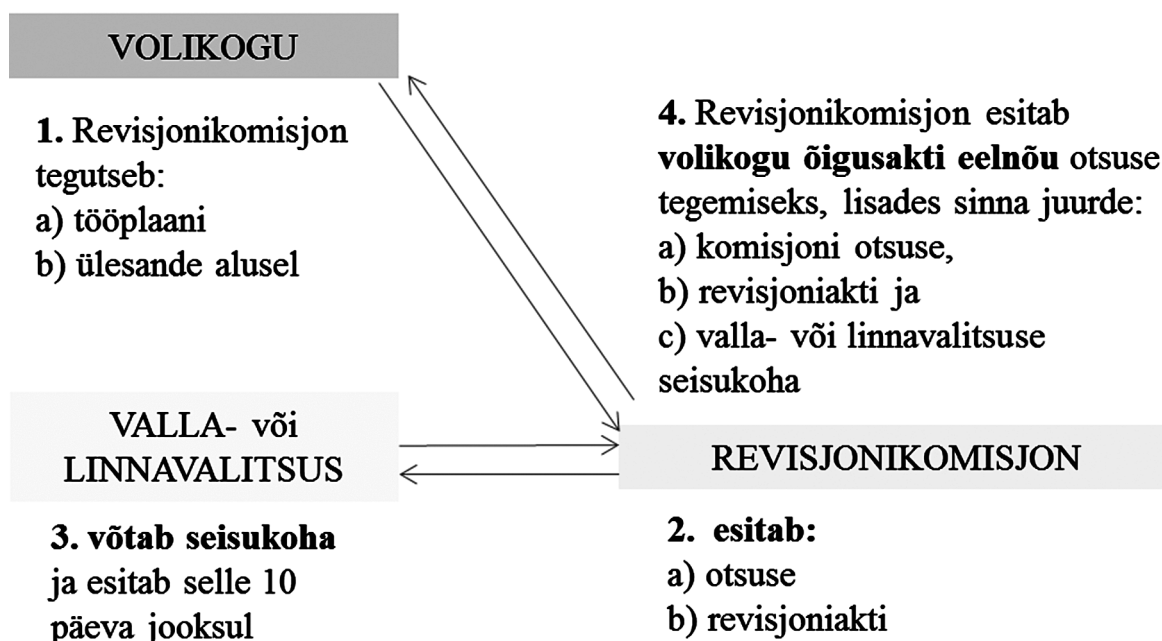 VOLIKOGU
1. Revisjonikomisjon
tegutseb:
a) tööplaani
b) ülesande alusel
4. Revisjonikomisjon esitab
volikogu õigusakti eelnõu otsuse
tegemiseks, lisades sinna juurde:
a) komisjoni otsuse,
b) revisjoniakti ja
c) valla- või linnavalitsuse
seisukoha
VALLA- või
LINNAVALITSUS
REVISJONIKOMISJON
3. võtab seisukoha
ja esitab selle 10
päeva jooksul
2. esitab:
a) otsuse
b) revisjoniakti